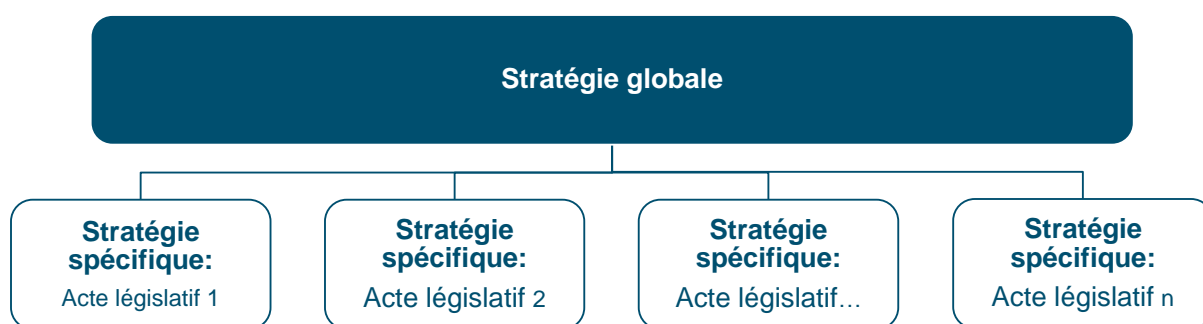 Stratégie globale
Stratégie
spécifique:
Acte législatif 1
Stratégie
spécifique:
Acte législatif 2
Stratégie
spécifique:
Acte législatif…
Stratégie
spécifique:
Acte législatif n